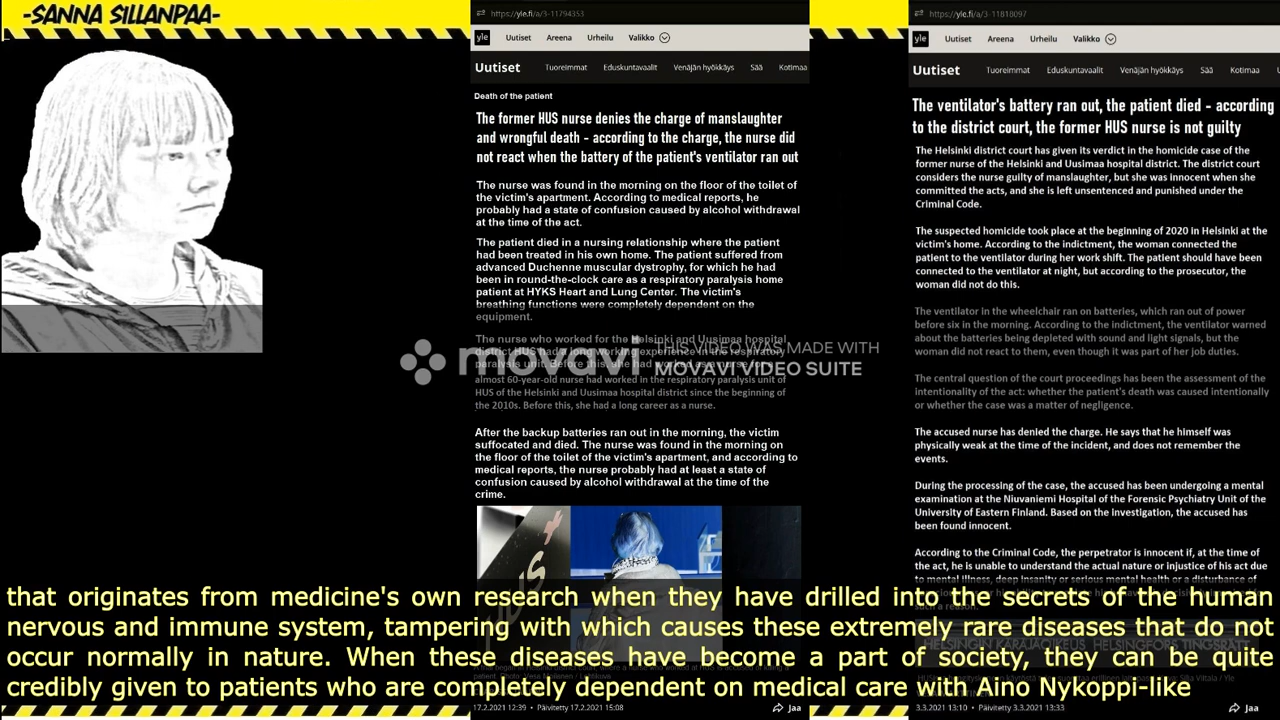 -SANNA SILLANPAA-
https://yle.fi/a/3-11794353
yle Uutiset Areena Urheilu Valikko
Uutiset Tuoreimmat Eduskuntavaalit Venäjän hyökkäys Sää Kotimaa
Death of the patient
The former HUS nurse denies the charge of manslaughter
and wrongful death - according to the charge, the nurse did
not react when the battery of the patient's ventilator ran out
The nurse was found in the morning on the floor of the toilet of
the victim's apartment. According to medical reports, he
probably had a state of confusion caused by alcohol withdrawal
at the time of the act.
The patient died in a nursing relationship where the patient
had been treated in his own home. The patient suffered from
advanced Duchenne muscular dystrophy, for which he had
been in round-the-clock care as a respiratory paralysis home
patient at HYKS Heart and Lung Center. The victim's
breathing functions were completely dependent on the
equipment.
The nurse who worked for the Helsinki and Uusimaa hospital
district HUS had a long working experience in the respiratory
paralysis unit. Before this, she had worked as a nurse for
almost 60-year-old nurse had worked in the respiratory paralysis unit of
HUS of the Helsinki and Uusimaa hospital district since the beginning of
the 2010s. Before this, she had a long career as a nurse.
After the backup batteries ran out in the morning, the victim
suffocated and died. The nurse was found in the morning on
the floor of the toilet of the victim's apartment, and according to
medical reports, the nurse probably had at least a state of
confusion caused by alcohol withdrawal at the time of the
crime.
17.2.2021 12:39 • Päivitetty 17.2.2021 15:08 Jaa
https://yle.fi/a/3-11818097
yle Uutiset Areena Urheilu Valikko
Uutiset Tuoreimmat Eduskuntavaalit Venäjän hyökkäys Sää Kotimaa
The ventilator's battery ran out, the patient died - according
to the district court, the former HUS nurse is not guilty
The Helsinki district court has given its verdict in the homicide case of the
former nurse of the Helsinki and Uusimaa hospital district. The district court
considers the nurse guilty of manslaughter, but she was innocent when she
committed the acts, and she is left unsentenced and punished under the
Criminal Code.
The suspected homicide took place at the beginning of 2020 in Helsinki at the
victim's home. According to the indictment, the woman connected the
patient to the ventilator during her work shift. The patient should have been
connected to the ventilator at night, but according to the prosecutor, the
woman did not do this.
The ventilator in the wheelchair ran on batteries, which ran out of power
before six in the morning. According to the indictment, the ventilator warned
about the batteries being depleted with sound and light signals, but the
woman did not react to them, even though it was part of her job duties.
The central question of the court proceedings has been the assessment of the
intentionality of the act: whether the patient's death was caused intentionally
or whether the case was a matter of negligence.
The accused nurse has denied the charge. He says that he himself was
physically weak at the time of the incident, and does not remember the
events.
During the processing of the case, the accused has been undergoing a mental
examination at the Niuvaniemi Hospital of the Forensic Psychiatry Unit of the
University of Eastern Finland. Based on the investigation, the accused has
been found innocent.
According to the Criminal Code, the perpetrator is innocent if, at the time of
the act, he is unable to understand the actual nature or injustice of his act due
to mental illness, deep insanity or serious mental health or a disturbance of
such a reason.
HELSINGIN KÄRÄJÄOIKEUS HELSINGFORS TINGSRÄTT
3.3.2021 13:10 • Päivitetty 3.3.2021 13:33 Jaa
movavi
THIS VIDEO WAS MADE WITH
MOVAVI VIDEO SUITE
that originates from medicine's own research when they have drilled into the secrets of the human
nervous and immune system, tampering with which causes these extremely rare diseases that do not
occur normally in nature. When these diseases have become a part of society, they can be quite
credibly given to patients who are completely dependent on medical care with Aino Nykoppi-like